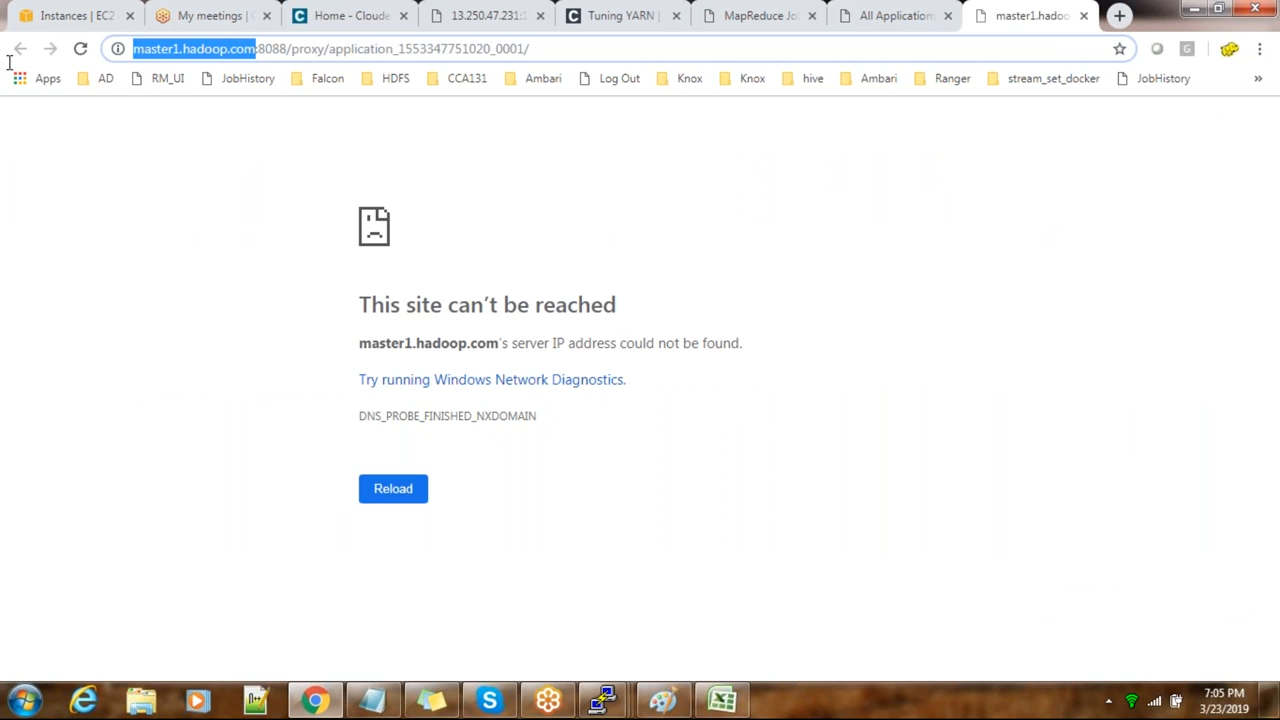 Instances | EC2
My meetings | G
Home - Cloude
13.250.47.231:1
Tuning YARN |
MapReduce Jo
All Application
master1.hadoo
master1.hadoop.com:8088/proxy/application_1553347751020_0001/
G
Apps
AD
RM_UI
JobHistory
Falcon
HDFS
CCA131
Ambari
Log Out
Knox
Knox
hive
Ambari
Ranger
stream_set_docker
JobHistory
»
This site can't be reached
master1.hadoop.com's server IP address could not be found.
Try running Windows Network Diagnostics.
DNS_PROBE_FINISHED_NXDOMAIN
Reload
7:05 PM
3/23/2019